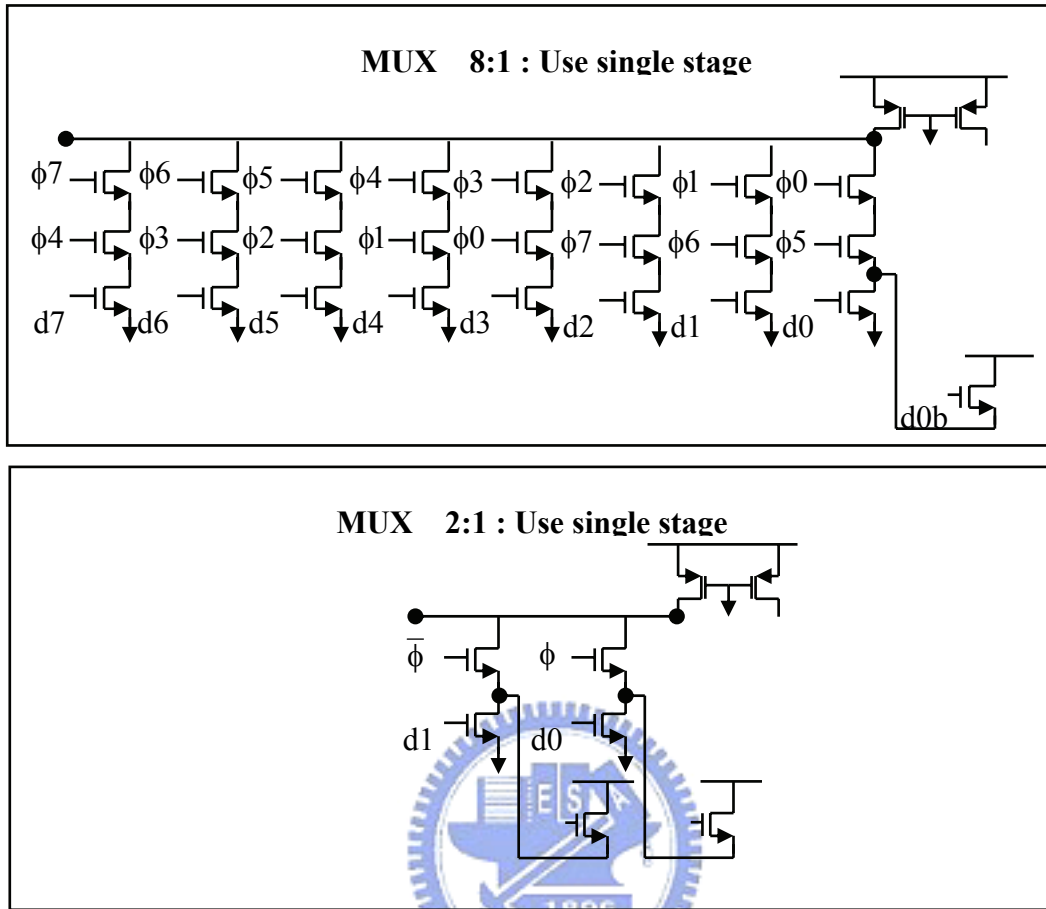 MUX 8:1 : Use single stage
ϕ7 ϕ6 ϕ5 ϕ4 ϕ3 ϕ2 ϕ1 ϕ0
ϕ4 ϕ3 ϕ2 ϕ1 ϕ0 ϕ7 ϕ6 ϕ5
d7 d6 d5 d4 d3 d2 d1 d0
d0b
MUX 2:1 : Use single stage
ϕ̅ ϕ
d1 d0
E S A
1896